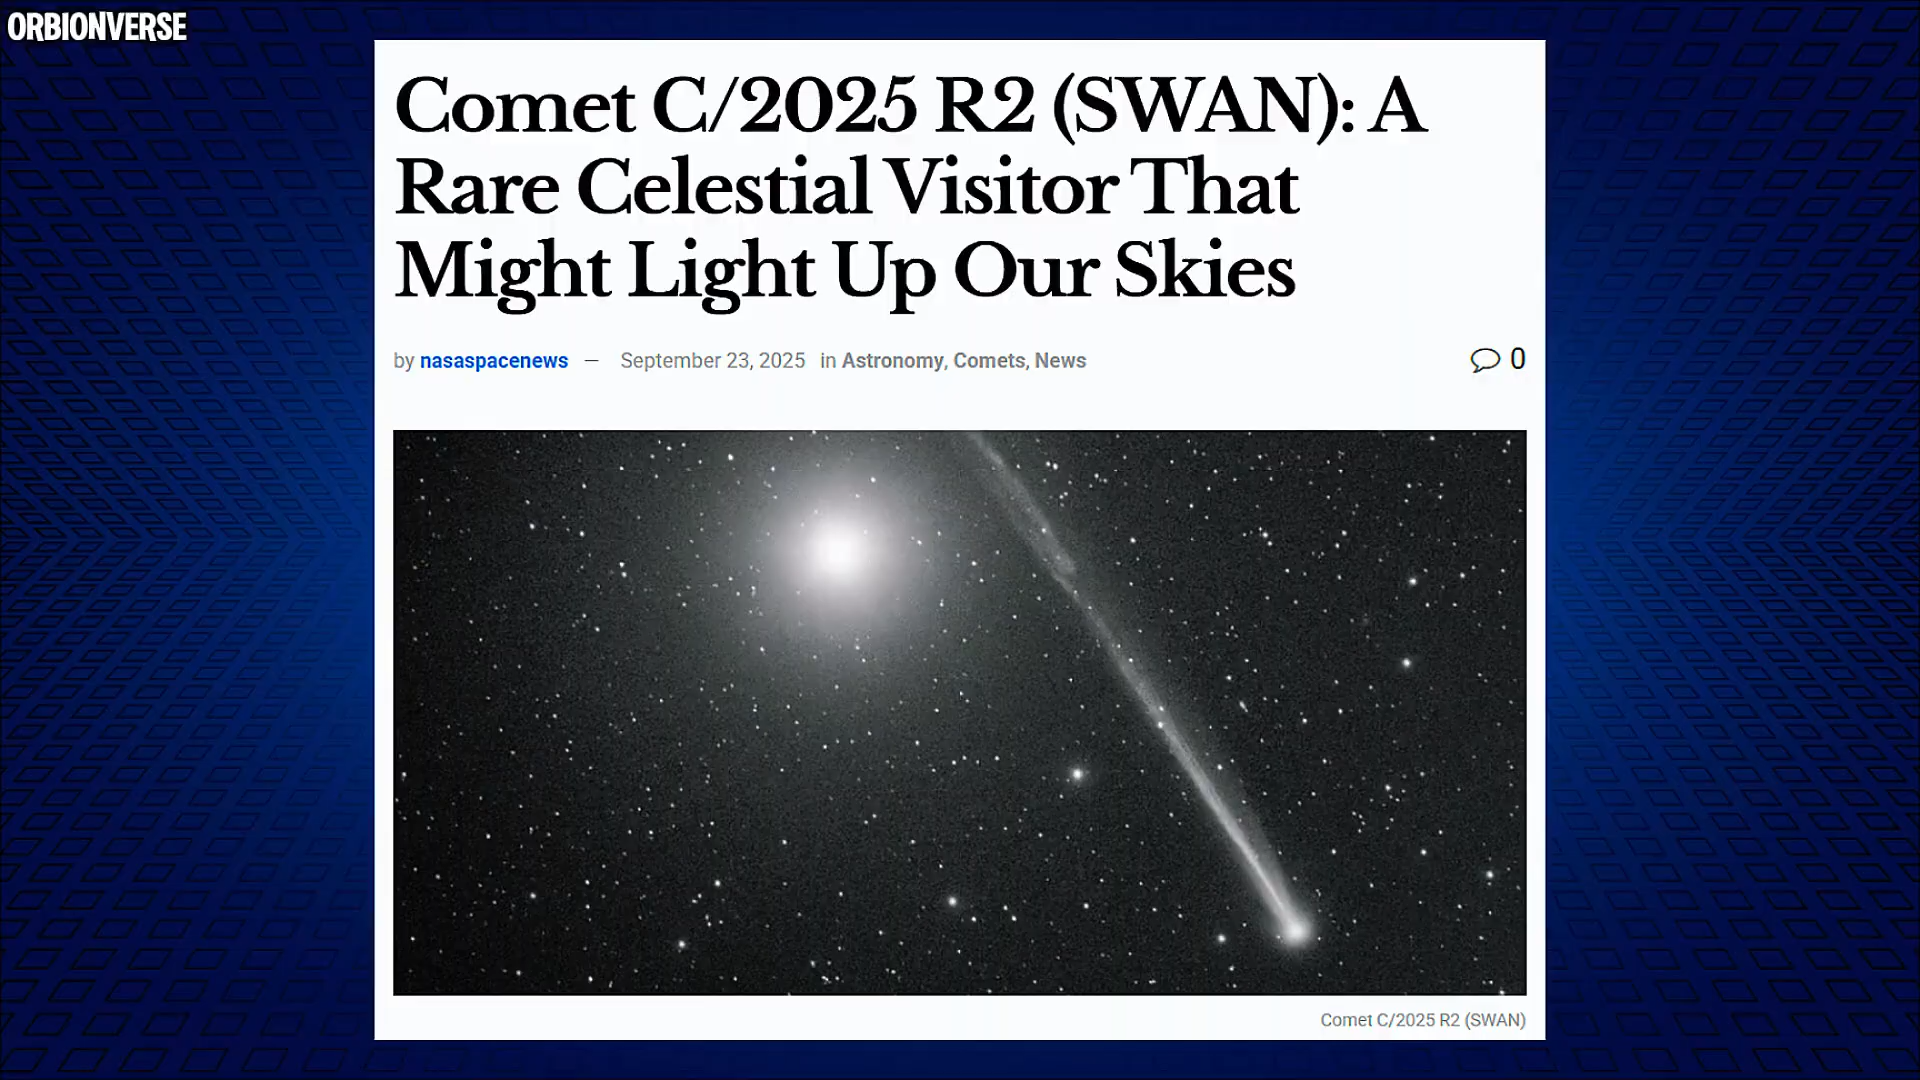 ORBIONVERSE
Comet C/2025 R2 (SWAN): A
Rare Celestial Visitor That
Might Light Up Our Skies
by nasaspacenews — September 23, 2025 in Astronomy, Comets, News 0
Comet C/2025 R2 (SWAN)